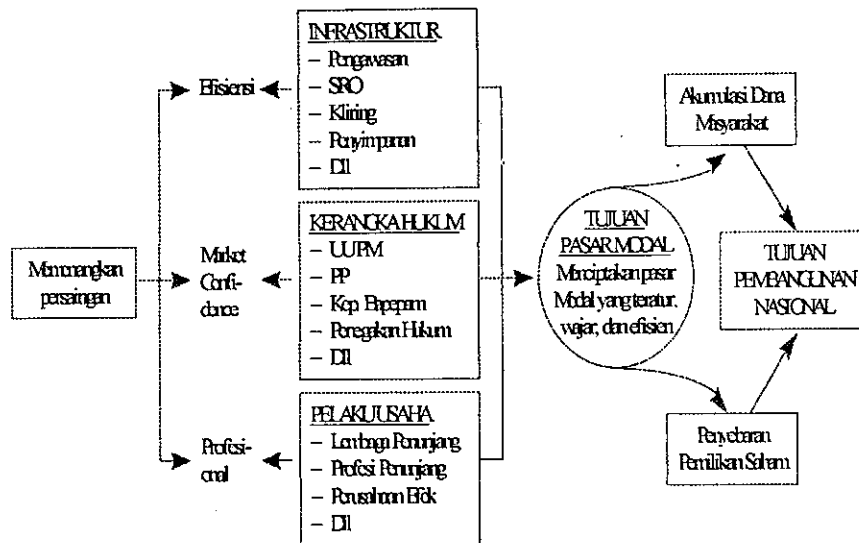 Memenangkan
persaingan
Efisiensi
Market
Confi-
dence
Profesi-
onal
INFRASTRUKTUR
– Pengawasan
– SRO
– Kliring
– Penyimpanan
– Dll
KERANGKA HUKUM
– UUPM
– PP
– Kep. Bapepam
– Penegakan Hukum
– Dll
PELAKU USAHA
– Lembaga Penunjang
– Profesi Penunjang
– Perusahaan Efek
– Dll
TUJUAN
PASAR MODAL
Menciptakan pasar
Modal yang teratur,
wajar, dan efisien
Akumulasi Dana
Masyarakat
TUJUAN
PEMBANGUNAN
NASIONAL
Penyebaran
Pemilikan Saham